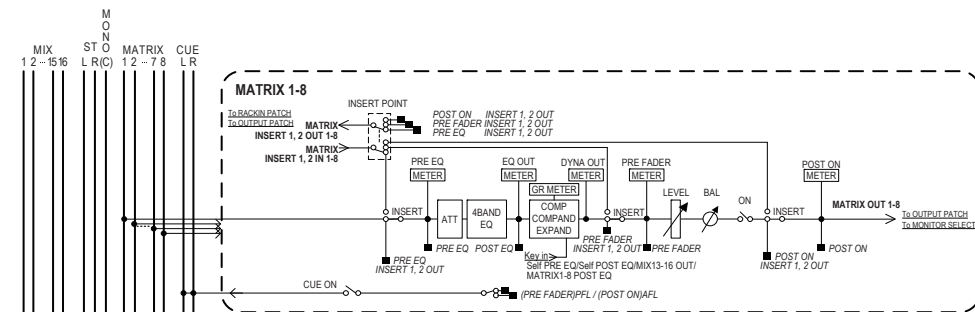 MONO
MIX
1 2 ··· 15 16
ST
L R (C)
MATRIX
1 2 ··· 7 8
CUE
L R
MATRIX 1-8
To RACKIN PATCH
To OUTPUT PATCH
MATRIX
INSERT 1, 2 OUT 1-8
MATRIX
INSERT 1, 2 IN 1-8
INSERT POINT
POST ON INSERT 1, 2 OUT
PRE FADER INSERT 1, 2 OUT
PRE EQ INSERT 1, 2 OUT
PRE EQ
METER
EQ OUT
METER
DYNA OUT
METER
GR METER
PRE FADER
METER
POST ON
METER
INSERT
ATT
4BAND
EQ
COMP
COMPAND
EXPAND
INSERT
LEVEL
BAL
ON
INSERT
MATRIX OUT 1-8
To OUTPUT PATCH
To MONITOR SELECT
PRE EQ
INSERT 1, 2 OUT
PRE EQ
POST EQ
Key in
Self PRE EQ/Self POST EQ/MIX13-16 OUT/
MATRIX1-8 POST EQ
PRE FADER
INSERT 1, 2 OUT
PRE FADER
POST ON
INSERT 1, 2 OUT
POST ON
CUE ON
(PRE FADER)PFL / (POST ON)AFL